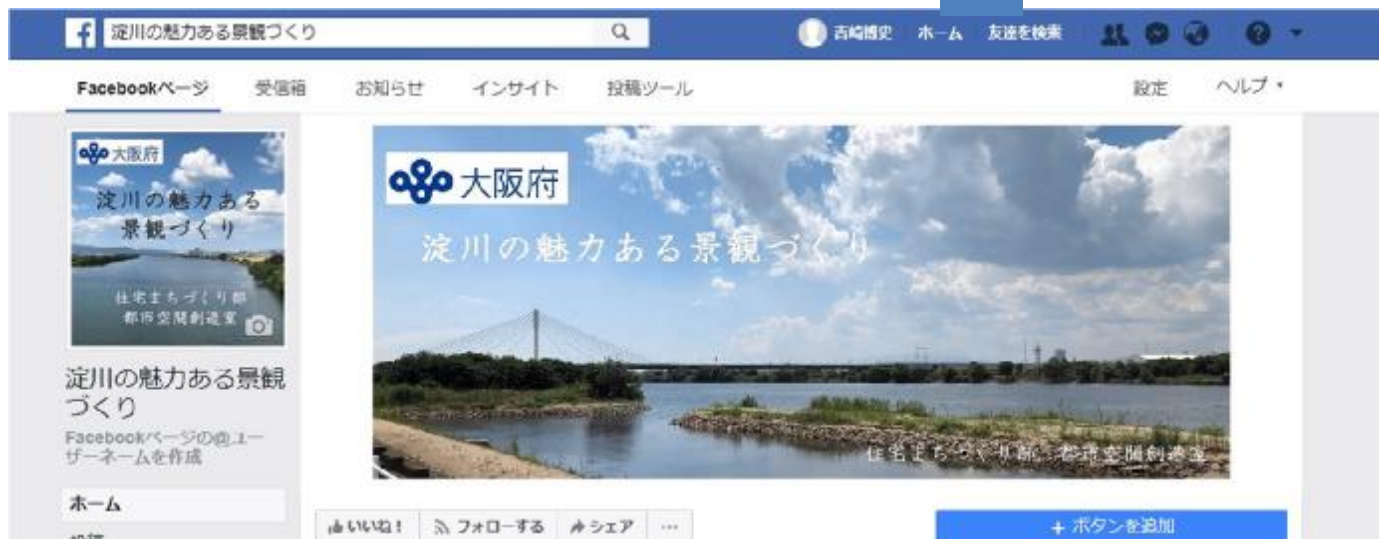 淀川の魅力ある景観づくり
吉崎博史 ホーム 友達を検索
Facebookページ 受信箱 お知らせ インサイト 投稿ツール 設定 ヘルプ
大阪府
淀川の魅力ある
景観づくり
住宅まちづくり部
都市空間創造室
大阪府
淀川の魅力ある景観づくり
住宅まちづくり部 都市空間創造室
淀川の魅力ある景観
づくり
Facebookページの@ユー
ザーネームを作成
ホーム
いいね! フォローする シェア ...
+ ボタンを追加